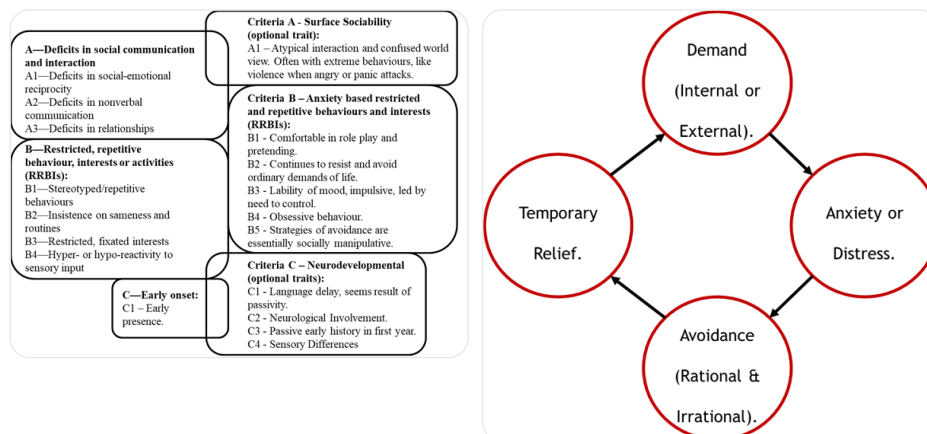 A—Deficits in social communication
and interaction
A1—Deficits in social-emotional
reciprocity
A2—Deficits in nonverbal
communication
A3—Deficits in relationships
B—Restricted, repetitive
behaviour, interests or activities
(RRBIs):
B1—Stereotyped/repetitive
behaviours
B2—Insistence on sameness and
routines
B3—Restricted, fixated interests
B4—Hyper- or hypo-reactivity to
sensory input
C—Early onset:
C1 – Early
presence.
Criteria A - Surface Sociability
(optional trait):
A1 – Atypical interaction and confused world
view. Often with extreme behaviours, like
violence when angry or panic attacks.
Criteria B – Anxiety based restricted
and repetitive behaviours and interests
(RRBIs):
B1 - Comfortable in role play and
pretending.
B2 - Continues to resist and avoid
ordinary demands of life.
B3 - Lability of mood, impulsive, led by
need to control.
B4 - Obsessive behaviour.
B5 - Strategies of avoidance are
essentially socially manipulative.
Criteria C – Neurodevelopmental
(optional traits):
C1 - Language delay, seems result of
passivity.
C2 - Neurological Involvement.
C3 - Passive early history in first year.
C4 - Sensory Differences
Demand
(Internal or
External).
Anxiety or
Distress.
Avoidance
(Rational &
Irrational).
Temporary
Relief.